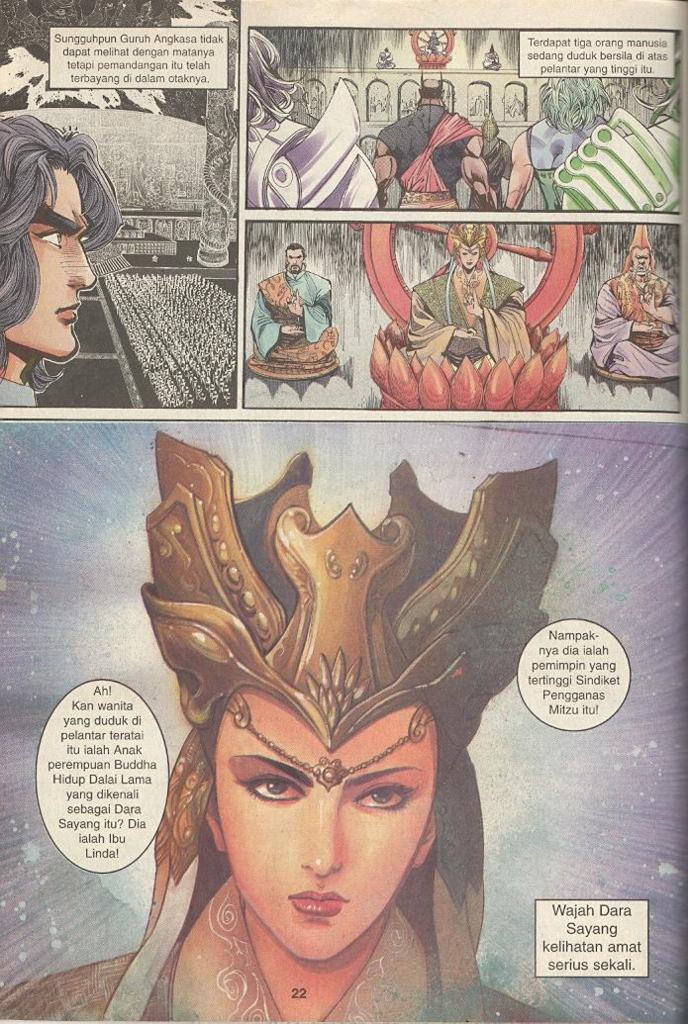 Sungguhpun Guruh Angkasa tidak
dapat melihat dengan matanya
tetapi pemandangan itu telah
terbayang di dalam otaknya.
Terdapat tiga orang manusia
sedang duduk bersila di atas
pelantar yang tinggi itu.
Nampak-
nya dia ialah
pemimpin yang
tertinggi Sindiket
Pengganas
Mitzu itu!
Ah!
Kan wanita
yang duduk di
pelantar teratai
itu ialah Anak
perempuan Buddha
Hidup Dalai Lama
yang dikenali
sebagai Dara
Sayang itu? Dia
ialah Ibu
Linda!
Wajah Dara
Sayang
kelihatan amat
serius sekali.
22